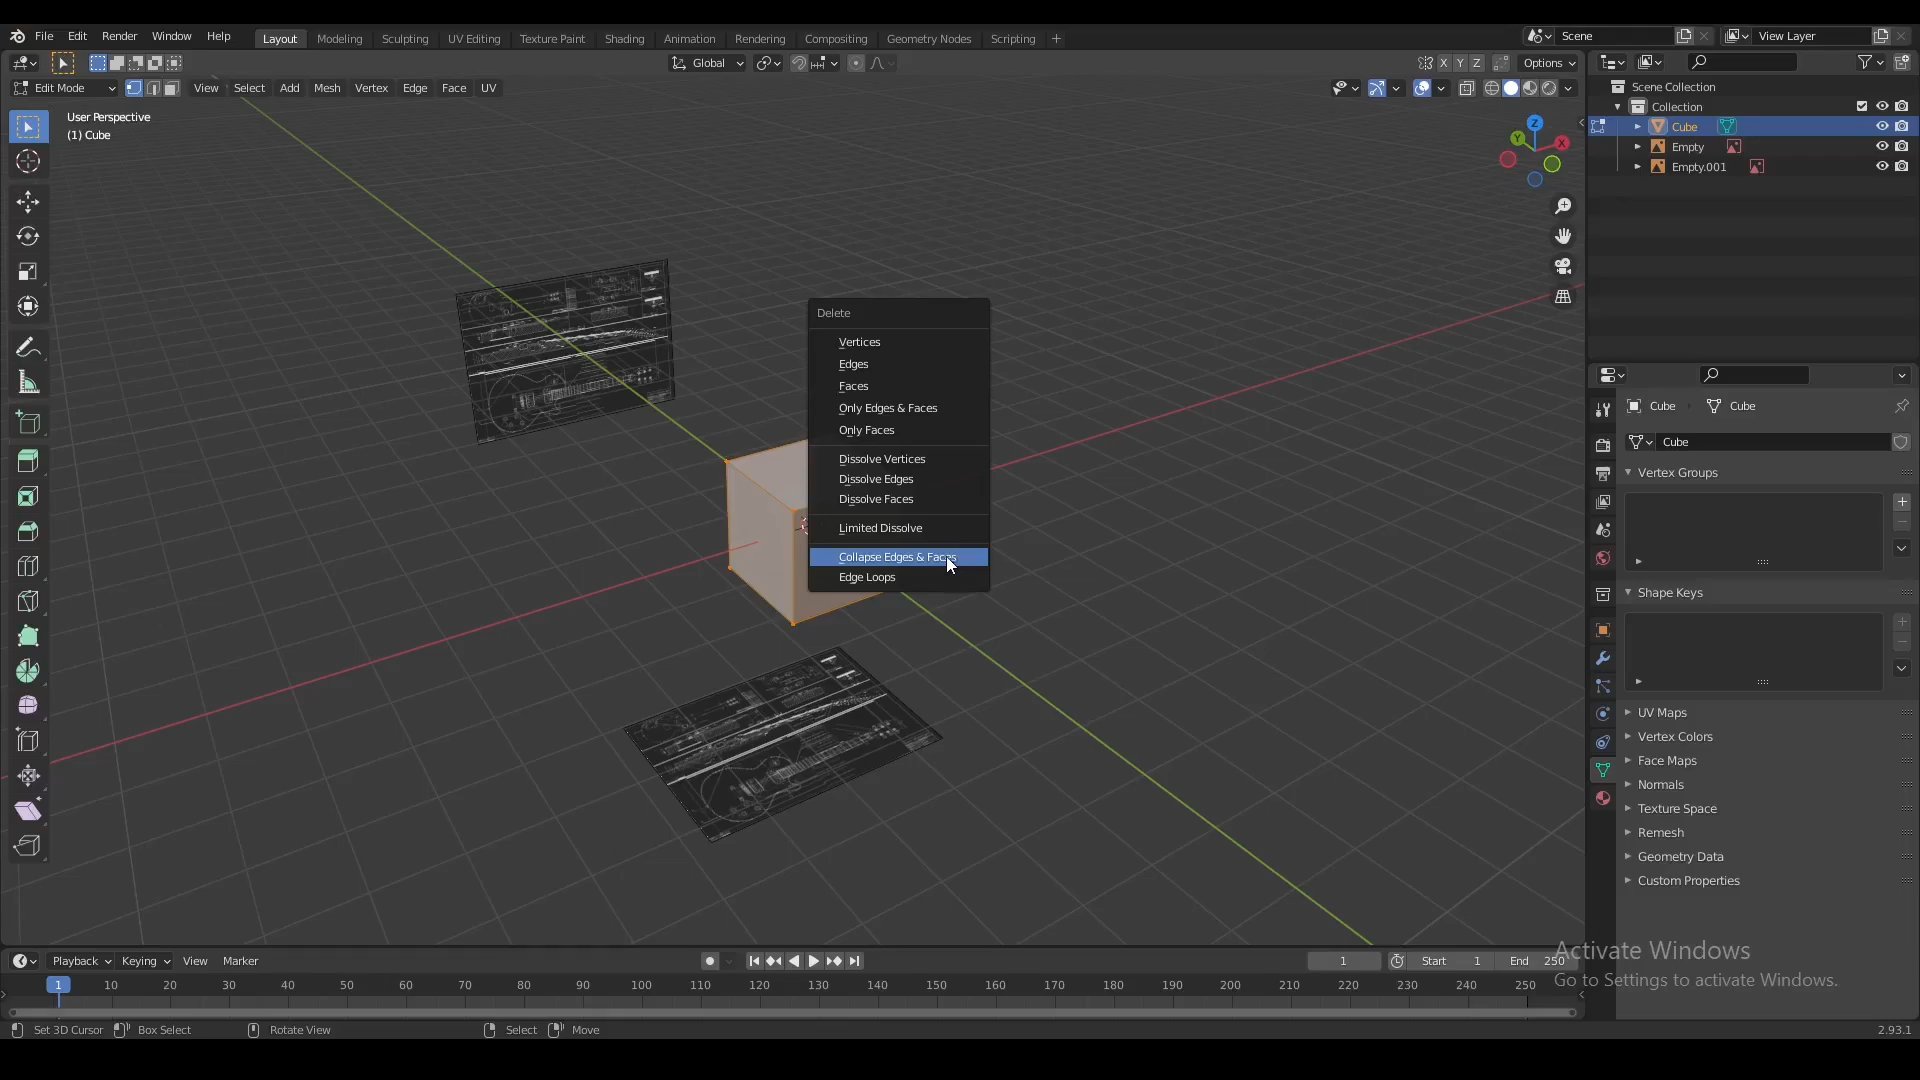 File Edit Render Window Help Layout Modeling Sculpting UV Editing Texture Paint Shading Animation Rendering Compositing Geometry Nodes Scripting + Scene View Layer
Global X Y Z Options
Edit Mode View Select Add Mesh Vertex Edge Face UV
User Perspective
(1) Cube
Z
Y
X
Delete
Vertices
Edges
Faces
Only Edges & Faces
Only Faces
Dissolve Vertices
Dissolve Edges
Dissolve Faces
Limited Dissolve
Collapse Edges & Faces
Edge Loops
Scene Collection
Collection
Cube
Empty
Empty.001
Cube Cube
Cube
Vertex Groups
Shape Keys
UV Maps
Vertex Colors
Face Maps
Normals
Texture Space
Remesh
Geometry Data
Custom Properties
Activate Windows
Go to Settings to activate Windows.
Playback Keying View Marker 1 Start 1 End 250
1 10 20 30 40 50 60 70 80 90 100 110 120 130 140 150 160 170 180 190 200 210 220 230 240 250
Set 3D Cursor Box Select Rotate View Select Move 2.93.1